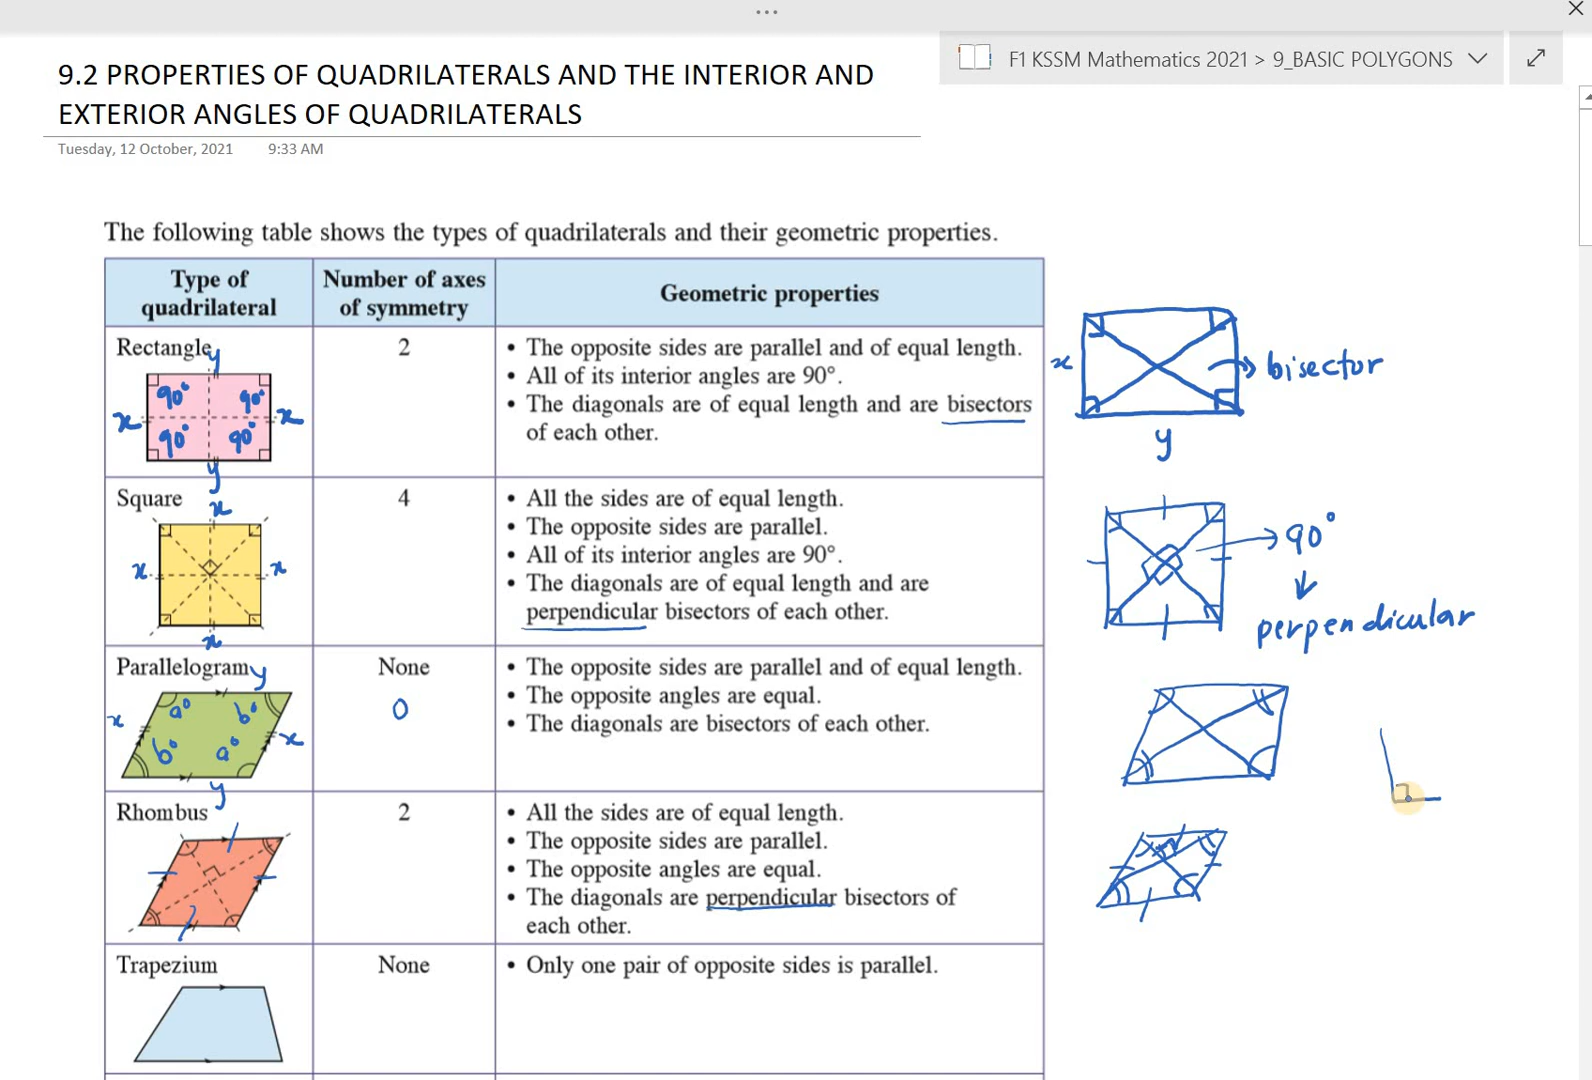 F1 KSSM Mathematics 2021 > 9_BASIC POLYGONS
9.2 PROPERTIES OF QUADRILATERALS AND THE INTERIOR AND
EXTERIOR ANGLES OF QUADRILATERALS
Tuesday, 12 October, 2021 9:33 AM
The following table shows the types of quadrilaterals and their geometric properties.
Type of
quadrilateral
Number of axes
of symmetry
Geometric properties
Rectangle
y
90° 90°
x x
90° 90°
y
2
• The opposite sides are parallel and of equal length.
• All of its interior angles are 90°.
• The diagonals are of equal length and are bisectors
of each other.
x
bisector
y
Square
x
x x
x
4
• All the sides are of equal length.
• The opposite sides are parallel.
• All of its interior angles are 90°.
• The diagonals are of equal length and are
perpendicular bisectors of each other.
90°
perpendicular
Parallelogram
y
a° b°
x x
b° a°
y
None
0
• The opposite sides are parallel and of equal length.
• The opposite angles are equal.
• The diagonals are bisectors of each other.
Rhombus
2
• All the sides are of equal length.
• The opposite sides are parallel.
• The opposite angles are equal.
• The diagonals are perpendicular bisectors of
each other.
Trapezium
None
• Only one pair of opposite sides is parallel.